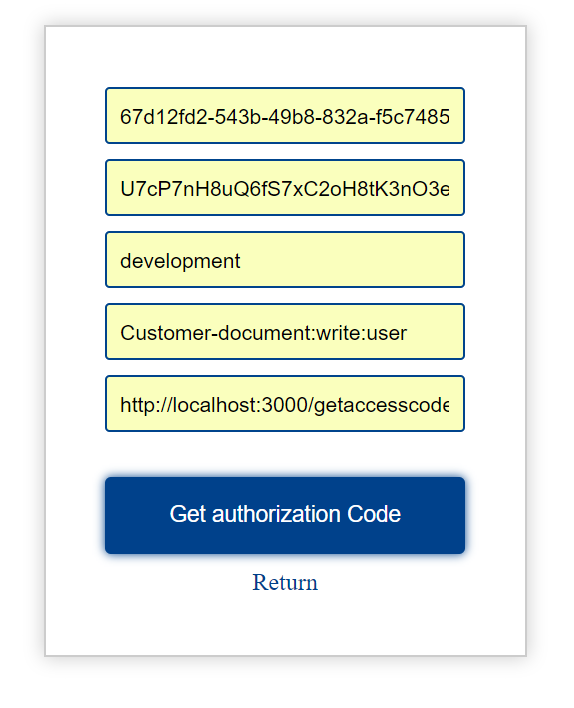 67d12fd2-543b-49b8-832a-f5c7485
U7cP7nH8uQ6fS7xC2oH8tK3nO3e
development
Customer-document:write:user
http://localhost:3000/getaccesscode
Get authorization Code
Return